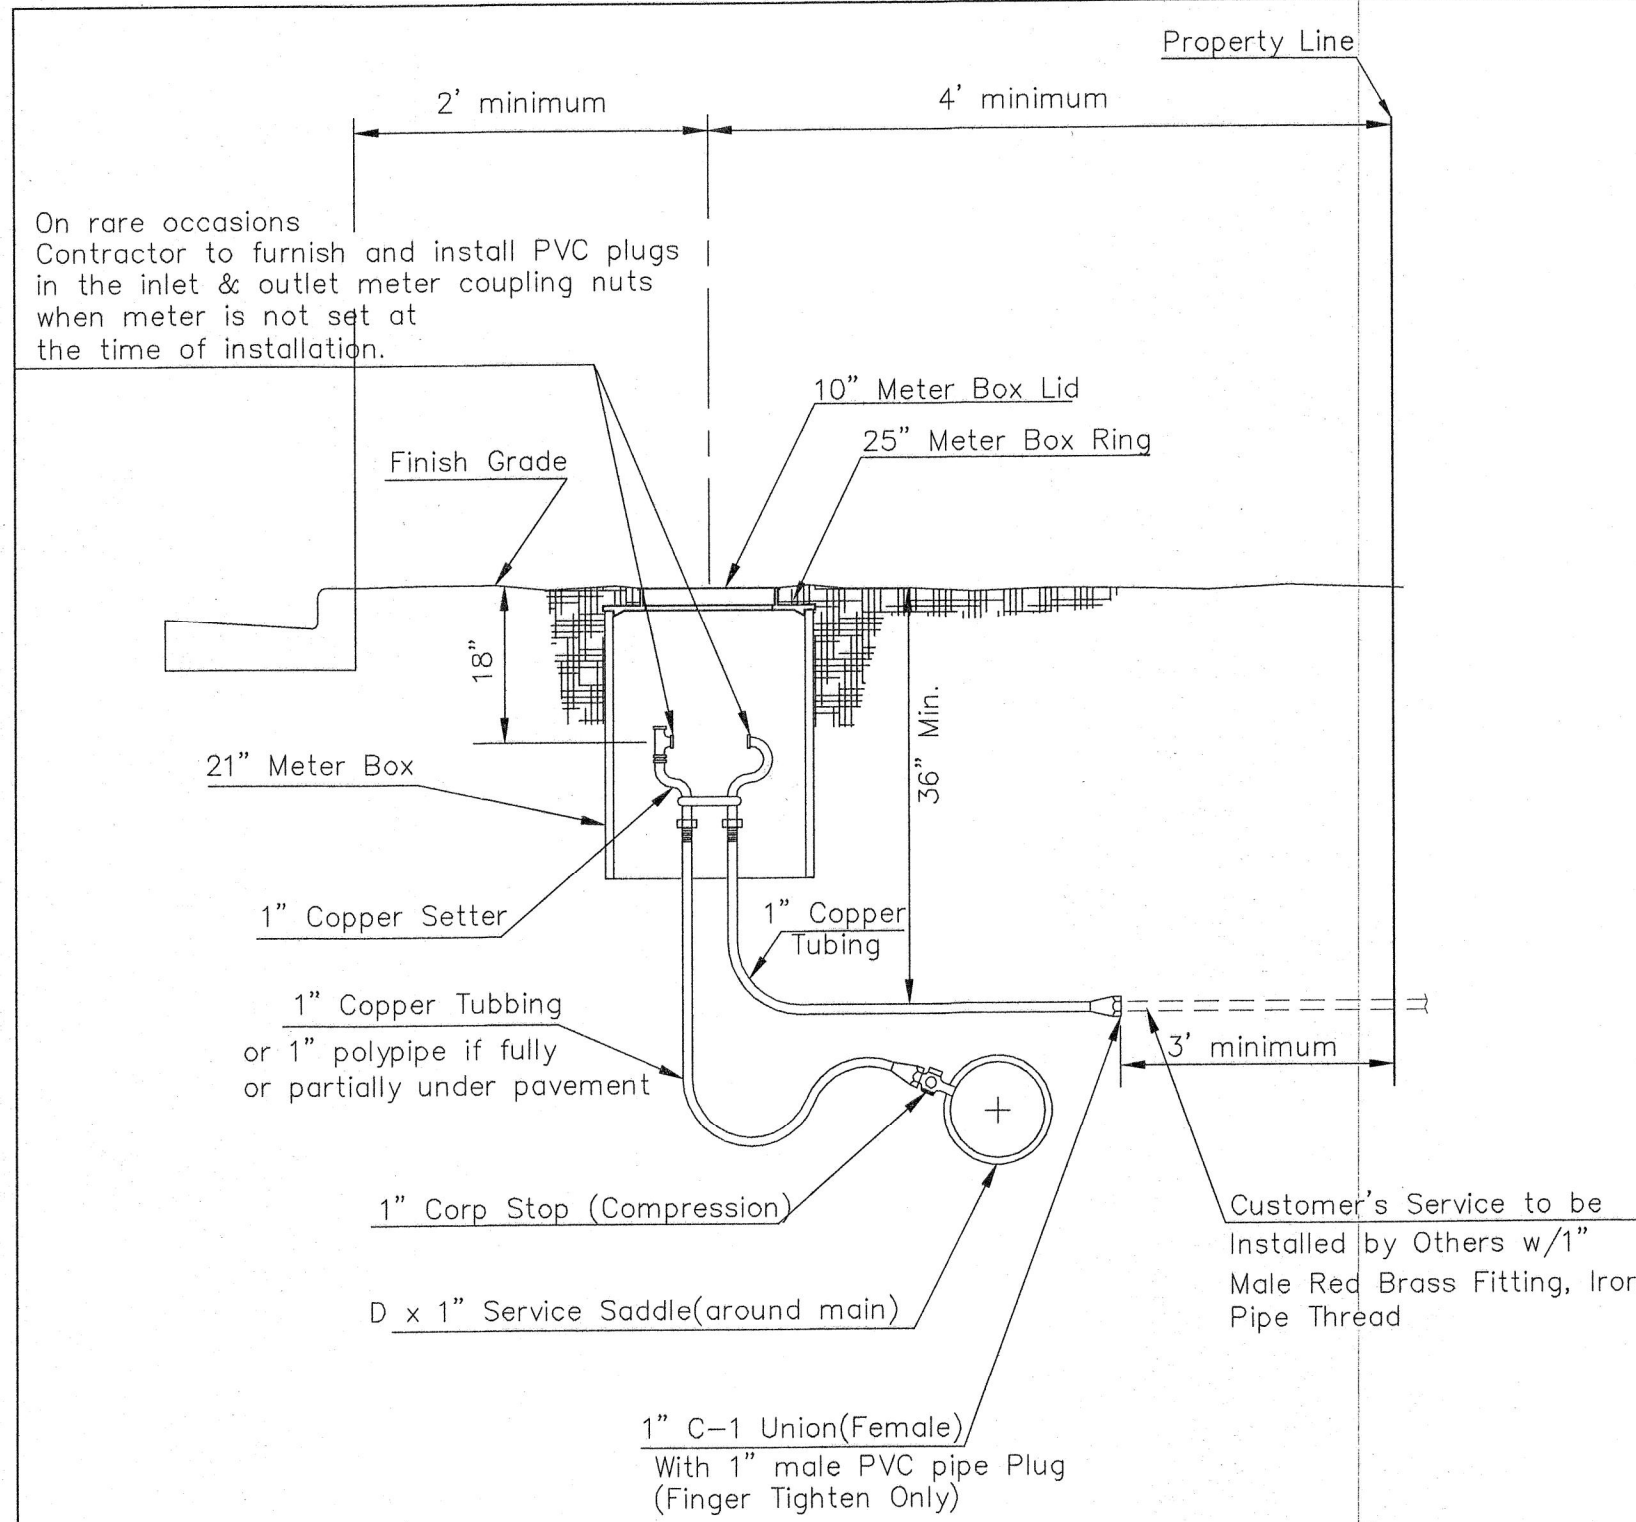 Property Line
2' minimum
4' minimum
On rare occasions
Contractor to furnish and install PVC plugs
in the inlet & outlet meter coupling nuts
when meter is not set at
the time of installation.
10" Meter Box Lid
25" Meter Box Ring
Finish Grade
18"
36" Min.
21" Meter Box
1" Copper Setter
1" Copper
Tubing
1" Copper Tubbing
or 1" polypipe if fully
or partially under pavement
3' minimum
1" Corp Stop (Compression)
Customer's Service to be
Installed by Others w/1"
Male Red Brass Fitting, Iron
Pipe Thread
D x 1" Service Saddle(around main)
1" C-1 Union(Female)
With 1" male PVC pipe Plug
(Finger Tighten Only)